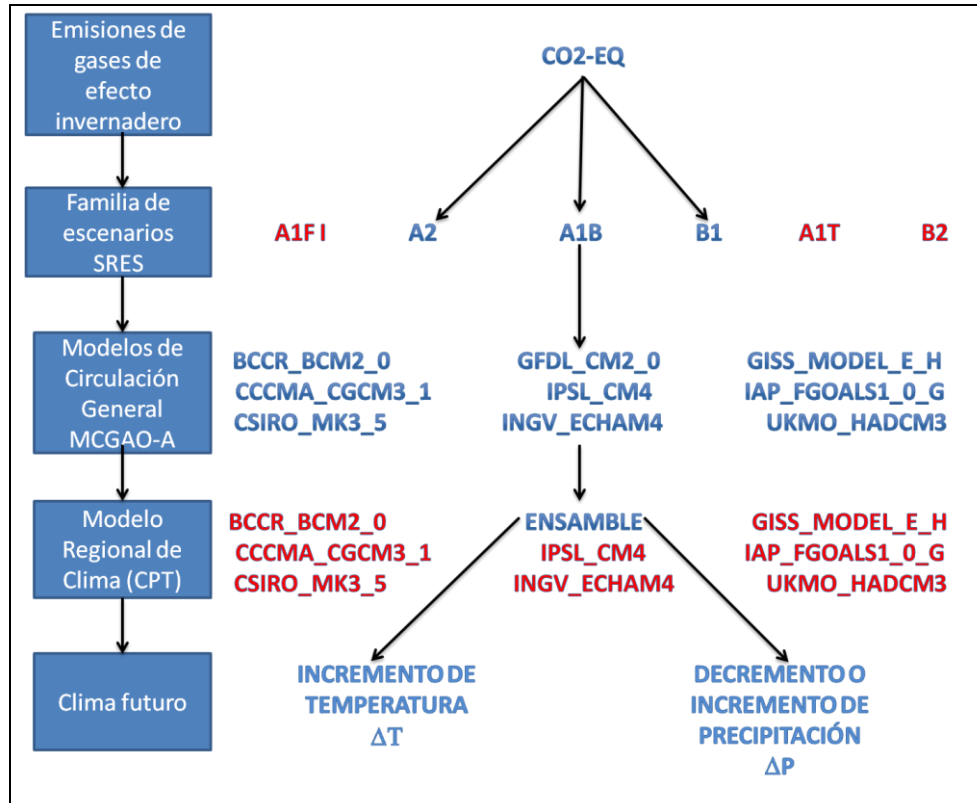 Emisiones de
gases de
efecto
invernadero
CO2-EQ
Familia de
escenarios
SRES
A1F I A2 A1B B1 A1T B2
Modelos de
Circulación
General
MCGAO-A
BCCR_BCM2_0 GFDL_CM2_0 GISS_MODEL_E_H
CCCMA_CGCM3_1 IPSL_CM4 IAP_FGOALS1_0_G
CSIRO_MK3_5 INGV_ECHAM4 UKMO_HADCM3
Modelo
Regional de
Clima (CPT)
BCCR_BCM2_0 ENSAMBLE GISS_MODEL_E_H
CCCMA_CGCM3_1 IPSL_CM4 IAP_FGOALS1_0_G
CSIRO_MK3_5 INGV_ECHAM4 UKMO_HADCM3
Clima futuro
INCREMENTO DE
TEMPERATURA
ΔT
DECREMENTO O
INCREMENTO DE
PRECIPITACIÓN
ΔP